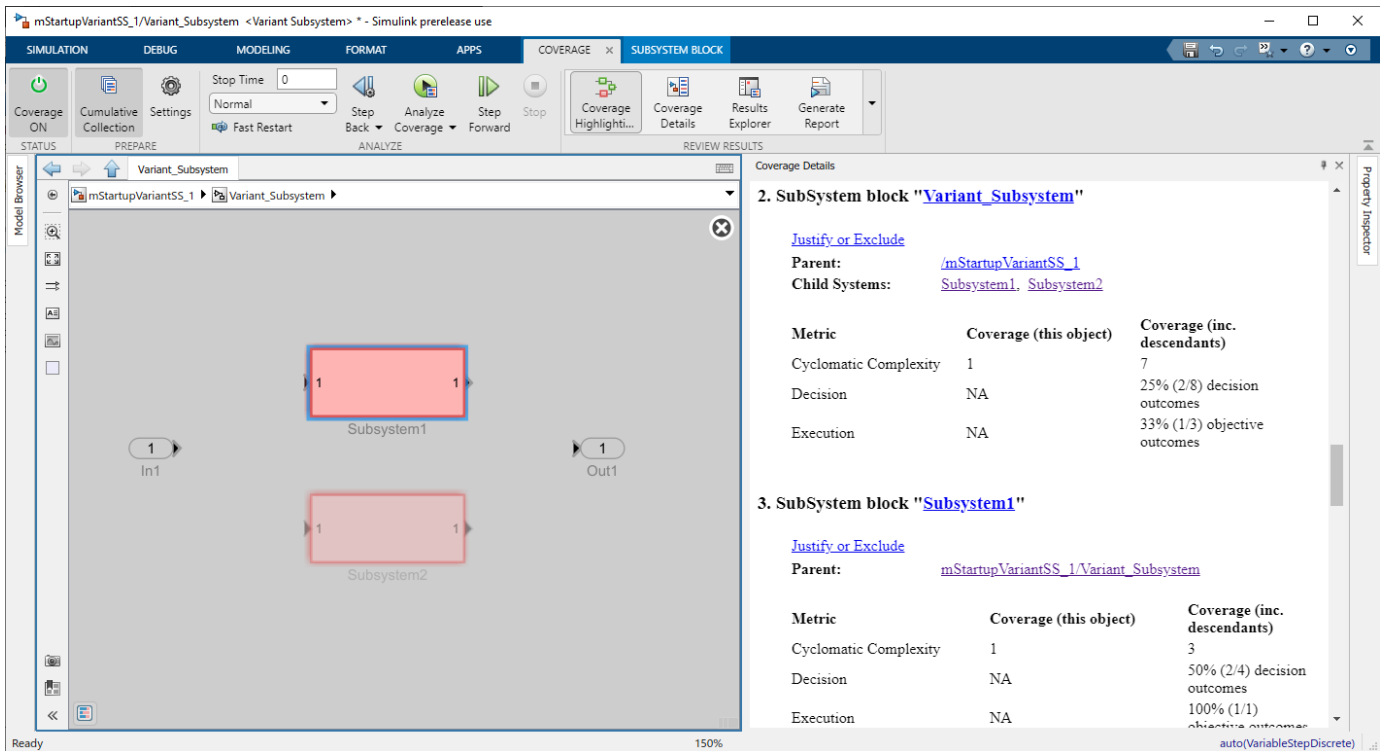 mStartupVariantSS_1/Variant_Subsystem <Variant Subsystem> * - Simulink prerelease use
SIMULATION DEBUG MODELING FORMAT APPS COVERAGE × SUBSYSTEM BLOCK
Coverage ON
Cumulative Collection
Settings
Stop Time 0
Normal
Fast Restart
Step Back
Analyze Coverage
Step Forward
Stop
Coverage Highlighti...
Coverage Details
Results Explorer
Generate Report
STATUS PREPARE ANALYZE REVIEW RESULTS
Model Browser
Variant_Subsystem
mStartupVariantSS_1 Variant_Subsystem
1 1
Subsystem1
1
In1
1
Out1
1 1
Subsystem2
Coverage Details
2. SubSystem block "Variant_Subsystem"
Justify or Exclude
Parent: /mStartupVariantSS_1
Child Systems: Subsystem1, Subsystem2
Metric Coverage (this object) Coverage (inc. descendants)
Cyclomatic Complexity 1 7
Decision NA 25% (2/8) decision outcomes
Execution NA 33% (1/3) objective outcomes
3. SubSystem block "Subsystem1"
Justify or Exclude
Parent: mStartupVariantSS_1/Variant_Subsystem
Metric Coverage (this object) Coverage (inc. descendants)
Cyclomatic Complexity 1 3
Decision NA 50% (2/4) decision outcomes
Execution NA 100% (1/1) objective outcomes
Property Inspector
Ready 150% auto(VariableStepDiscrete)